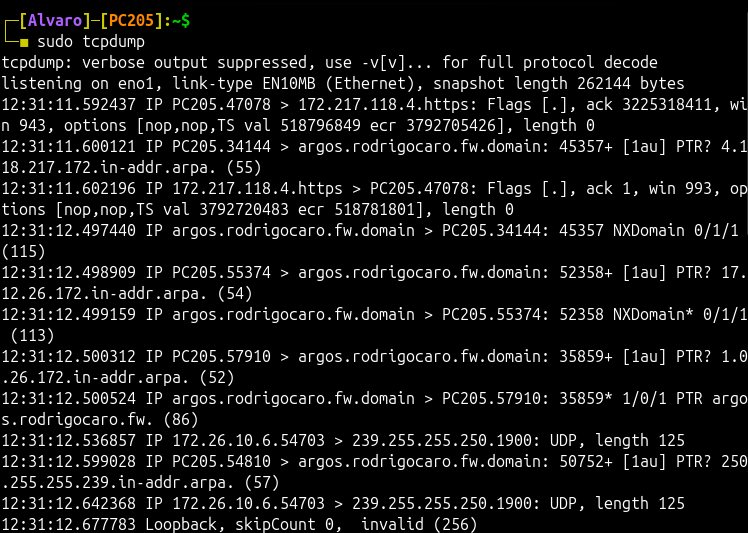 ┌─[Alvaro]─[PC205]:~$
└─■ sudo tcpdump
tcpdump: verbose output suppressed, use -v[v]... for full protocol decode
listening on eno1, link-type EN10MB (Ethernet), snapshot length 262144 bytes
12:31:11.592437 IP PC205.47078 > 172.217.118.4.https: Flags [.], ack 3225318411, wi
n 943, options [nop,nop,TS val 518796849 ecr 3792705426], length 0
12:31:11.600121 IP PC205.34144 > argos.rodrigocaro.fw.domain: 45357+ [1au] PTR? 4.1
18.217.172.in-addr.arpa. (55)
12:31:11.602196 IP 172.217.118.4.https > PC205.47078: Flags [.], ack 1, win 993, op
tions [nop,nop,TS val 3792720483 ecr 518781801], length 0
12:31:12.497440 IP argos.rodrigocaro.fw.domain > PC205.34144: 45357 NXDomain 0/1/1
(115)
12:31:12.498909 IP PC205.55374 > argos.rodrigocaro.fw.domain: 52358+ [1au] PTR? 17.
12.26.172.in-addr.arpa. (54)
12:31:12.499159 IP argos.rodrigocaro.fw.domain > PC205.55374: 52358 NXDomain* 0/1/1
 (113)
12:31:12.500312 IP PC205.57910 > argos.rodrigocaro.fw.domain: 35859+ [1au] PTR? 1.0
.26.172.in-addr.arpa. (52)
12:31:12.500524 IP argos.rodrigocaro.fw.domain > PC205.57910: 35859* 1/0/1 PTR argo
s.rodrigocaro.fw. (86)
12:31:12.536857 IP 172.26.10.6.54703 > 239.255.255.250.1900: UDP, length 125
12:31:12.599028 IP PC205.54810 > argos.rodrigocaro.fw.domain: 50752+ [1au] PTR? 250
.255.255.239.in-addr.arpa. (57)
12:31:12.642368 IP 172.26.10.6.54703 > 239.255.255.250.1900: UDP, length 125
12:31:12.677783 Loopback, skipCount 0,  invalid (256)